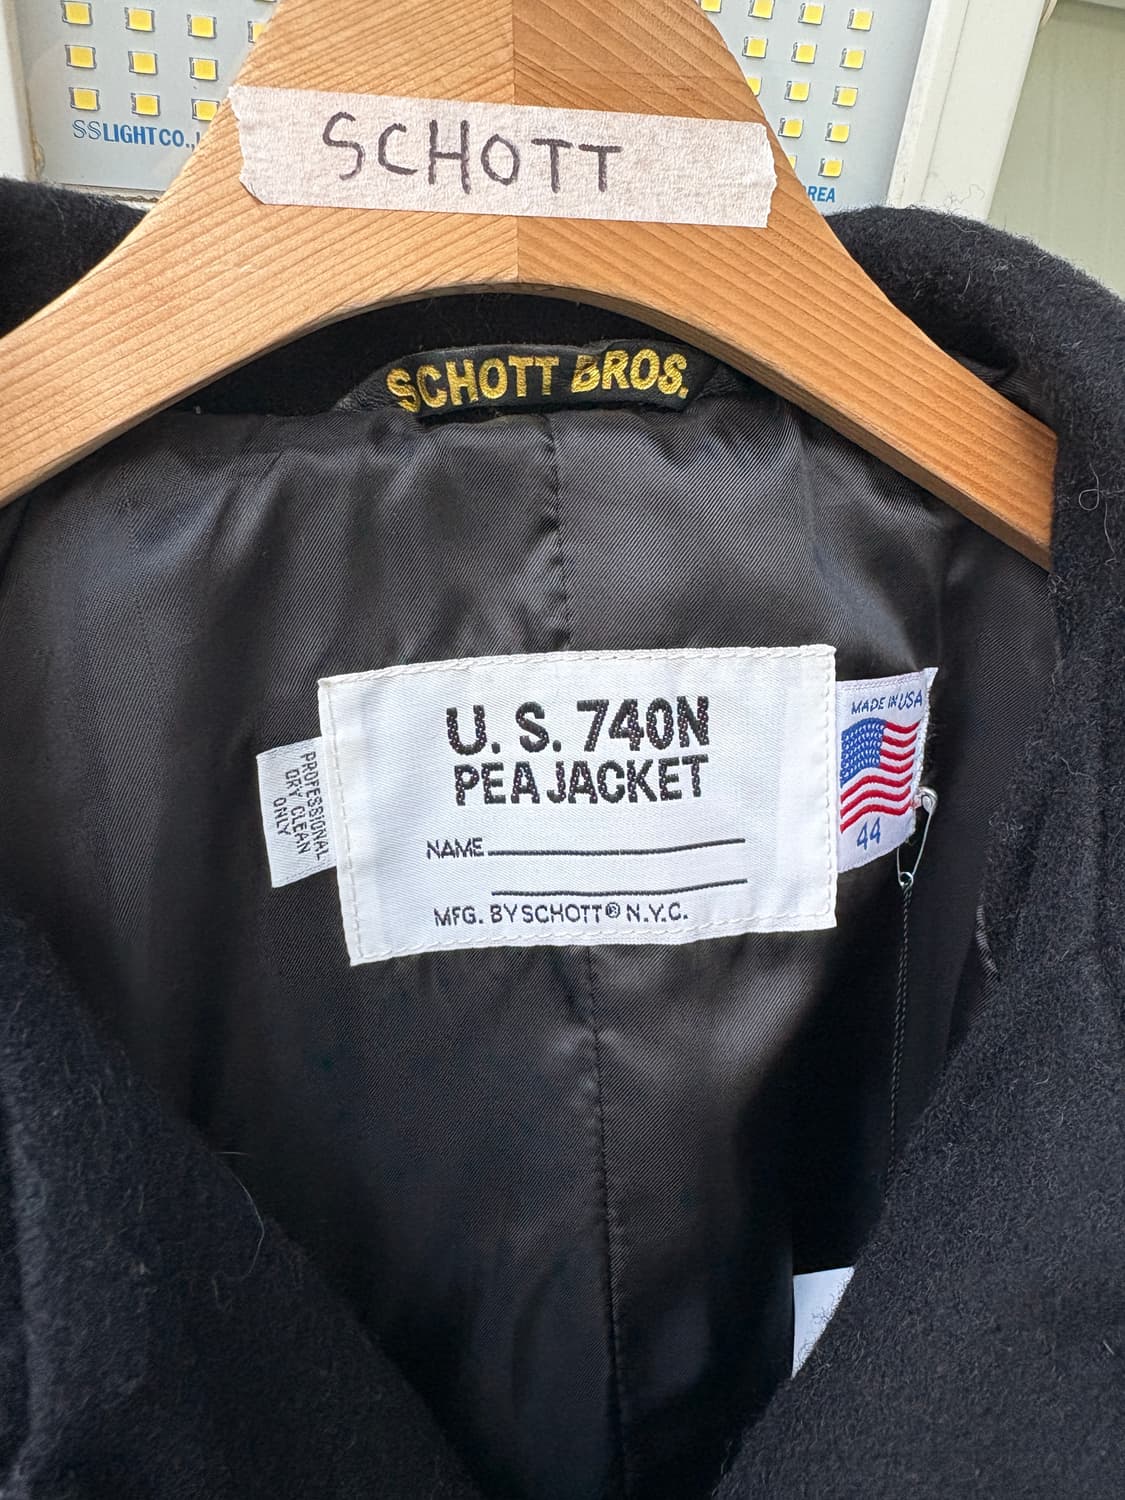 SSLIGHT CO.,
REA
SCHOTT
SCHOTT BROS.
U. S. 740N
PEA JACKET
NAME
MFG. BY SCHOTT® N.Y.C.
PROFESSIONAL
DRY CLEAN
ONLY
MADE IN USA
44